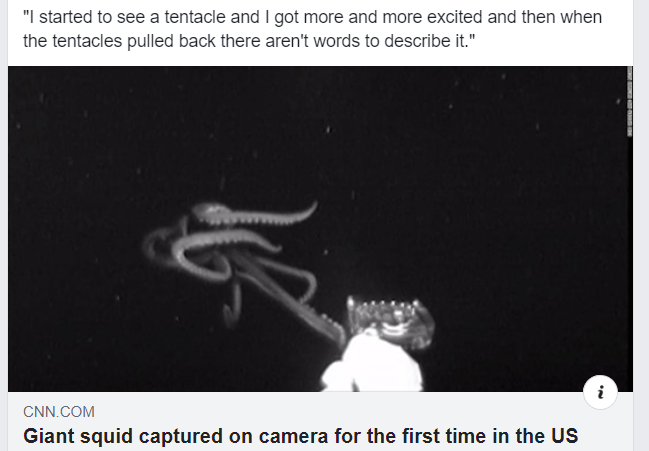 "I started to see a tentacle and I got more and more excited and then when
the tentacles pulled back there aren't words to describe it."
i
CNN.COM
Giant squid captured on camera for the first time in the US